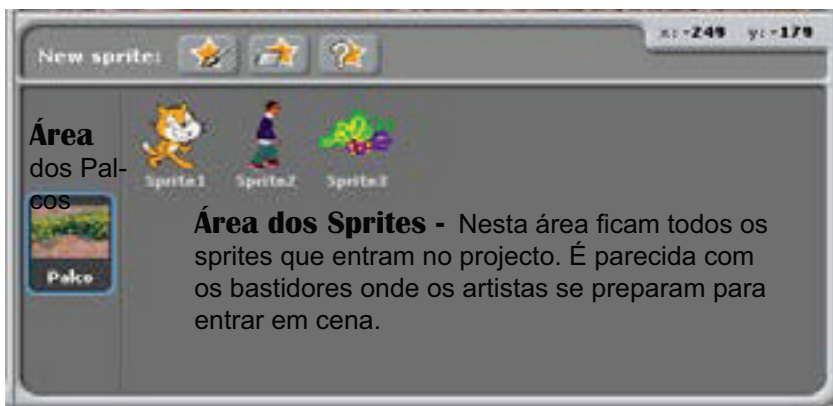 New sprite:
x: -249 y: -179
Área
dos Pal-
cos
Sprite1 Sprite2 Sprite3
Palco
Área dos Sprites - Nesta área ficam todos os
sprites que entram no projecto. É parecida com
os bastidores onde os artistas se preparam para
entrar em cena.